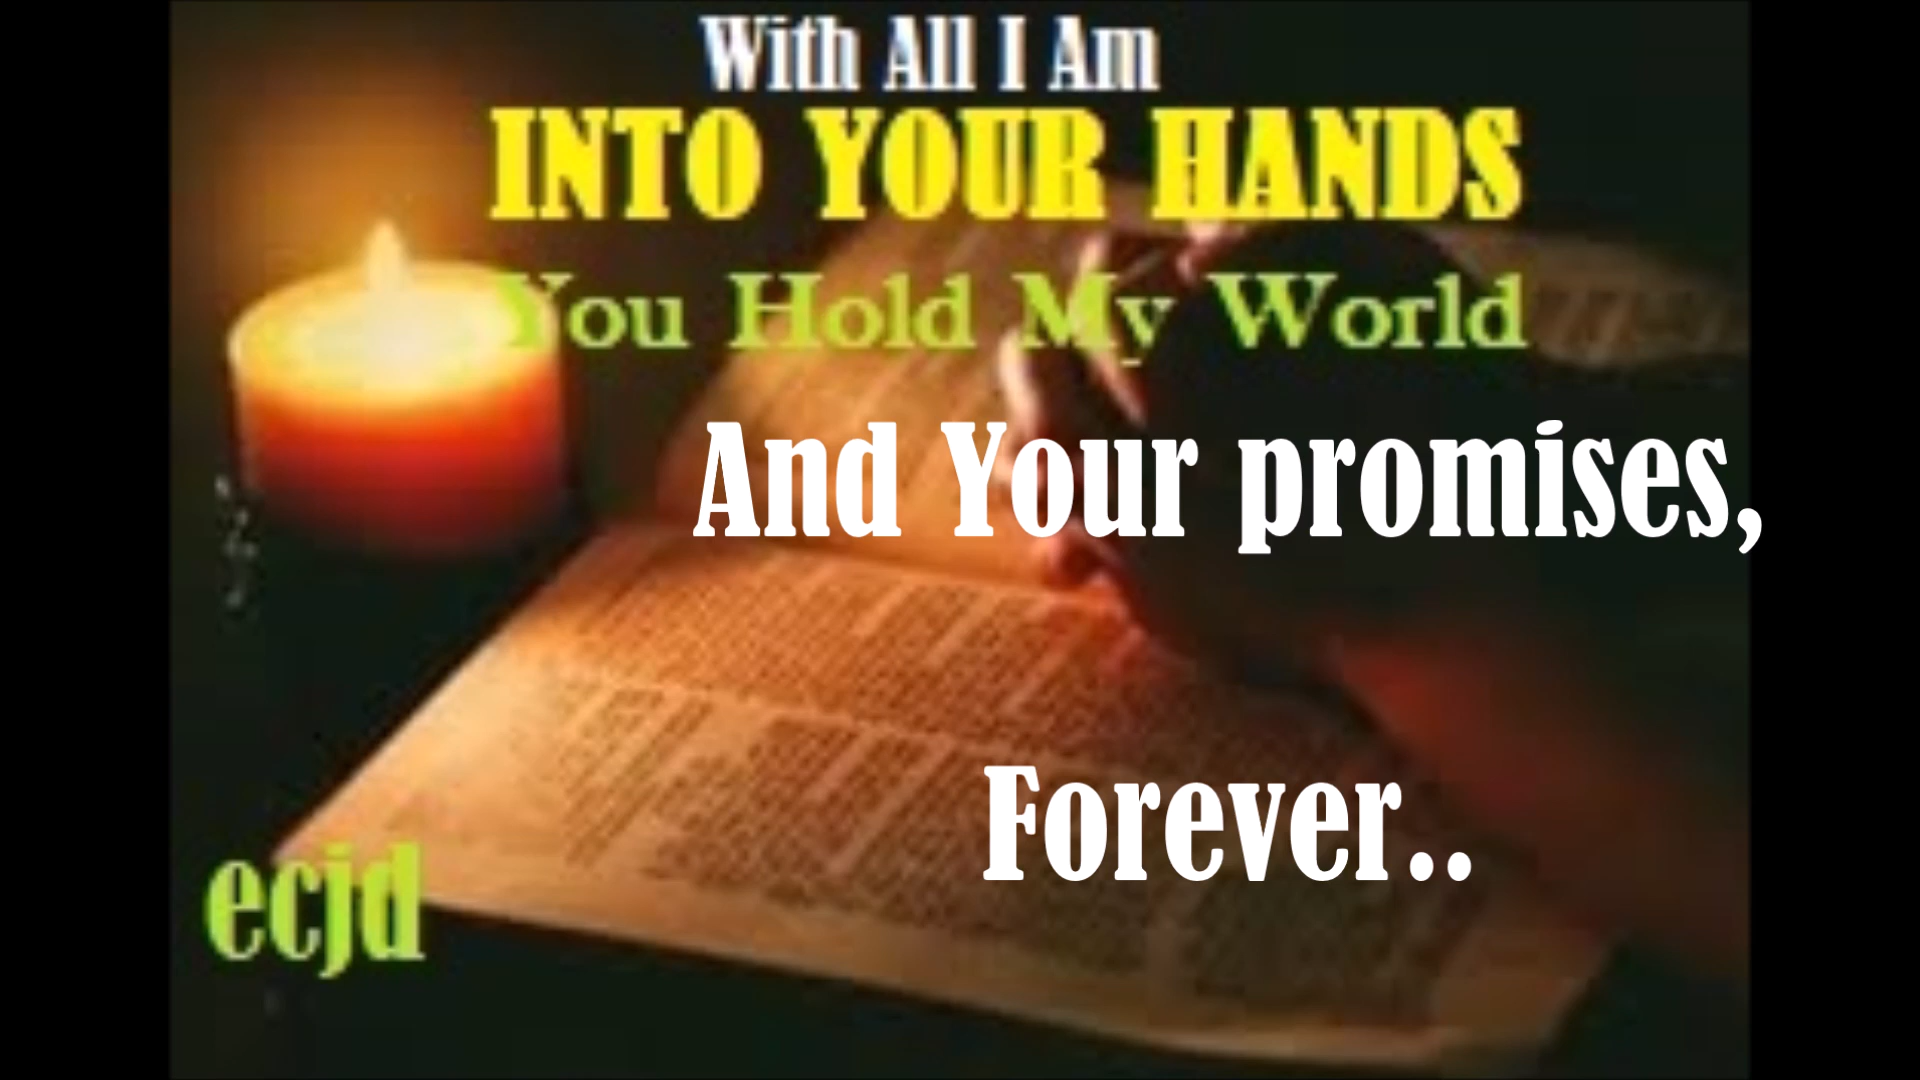 With All I Am
INTO YOUR HANDS
You Hold My World
And Your promises,
Forever..
ecjd